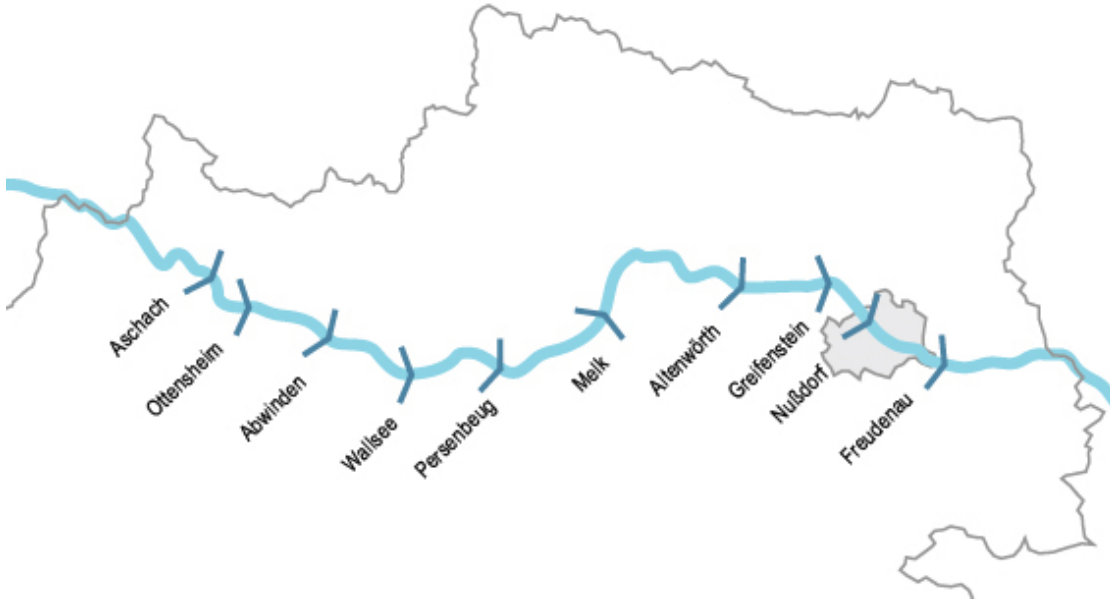 Aschach
Ottensheim
Abwinden
Wallsee
Persenbeug
Melk
Altenwörth
Greifenstein
Nußdorf
Freudenau